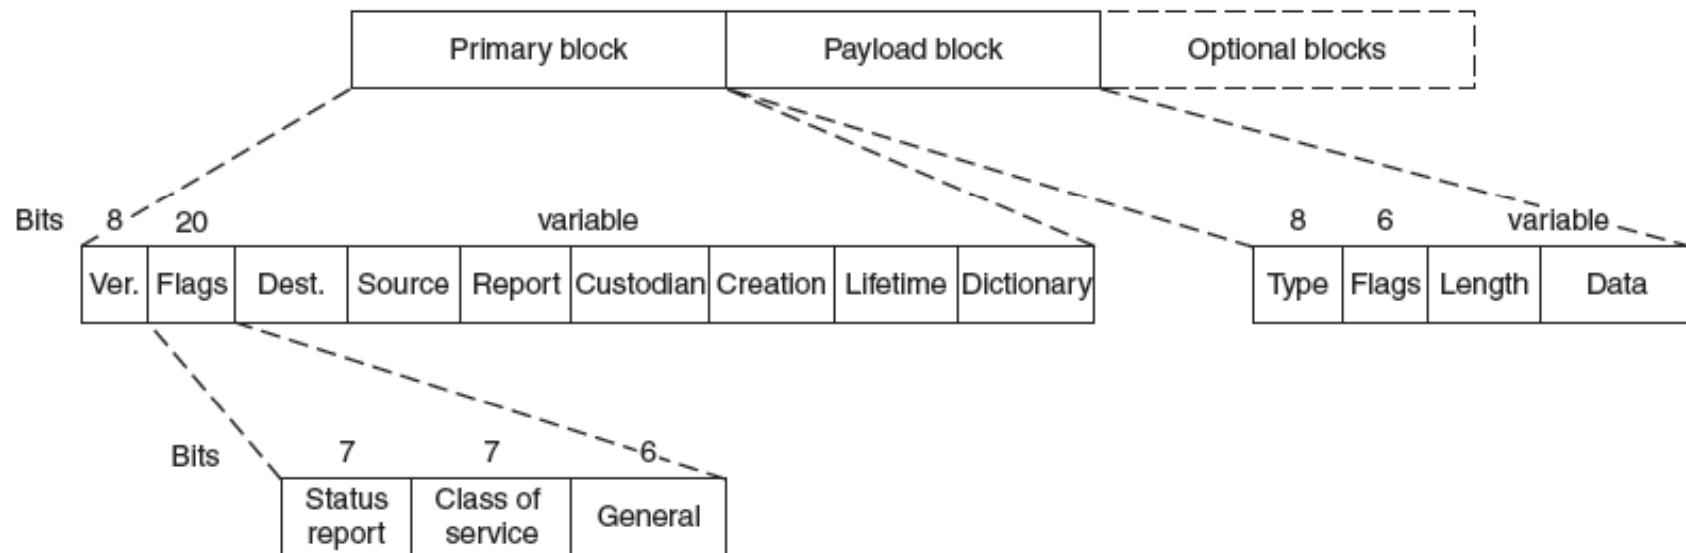 Primary block Payload block Optional blocks
Bits 8 20 variable 8 6 variable
Ver. Flags Dest. Source Report Custodian Creation Lifetime Dictionary Type Flags Length Data
Bits 7 7 6
Status report Class of service General